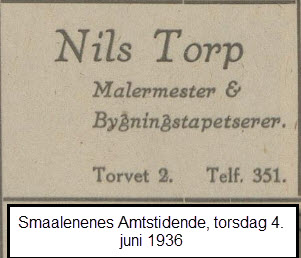 Nils Torp
Malermester &
Bygningstapetserer.
Torvet 2. Telf. 351.
Smaalenenes Amtstidende, torsdag 4.
juni 1936